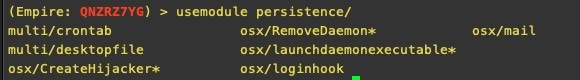 (Empire: QNZRZ7YG) > usemodule persistence/
multi/crontab osx/RemoveDaemon* osx/mail
multi/desktopfile osx/launchdaemonexecutable*
osx/CreateHijacker* osx/loginhook